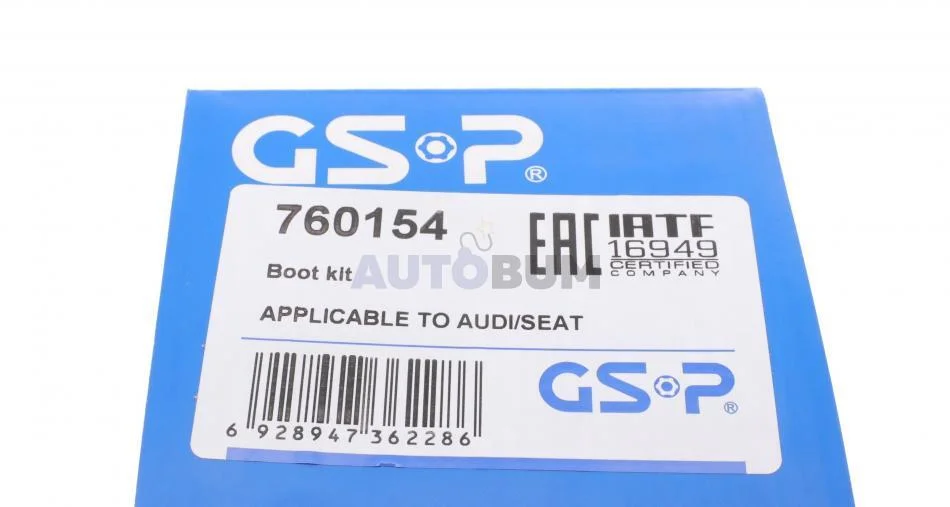 GSP®
760154
EAC
IATF
16949
CERTIFIED
COMPANY
Boot kit
AUTOBUM
APPLICABLE TO AUDI/SEAT
GSP®
6 928947 362286